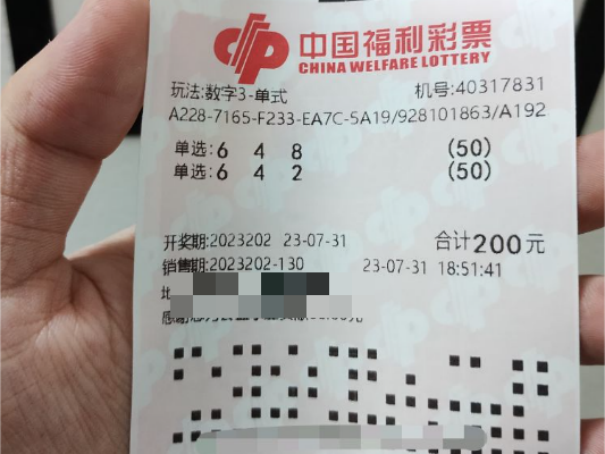 中国福利彩票
CHINA WELFARE LOTTERY
玩法:数字3-单式 机号:40317831
A228-7165-F233-EA7C-5A19/928101863/A192
单选:6 4 8 (50)
单选:6 4 2 (50)
开奖期:2023202 23-07-31 合计200元
销售期:2023202-130 23-07-31 18:51:41